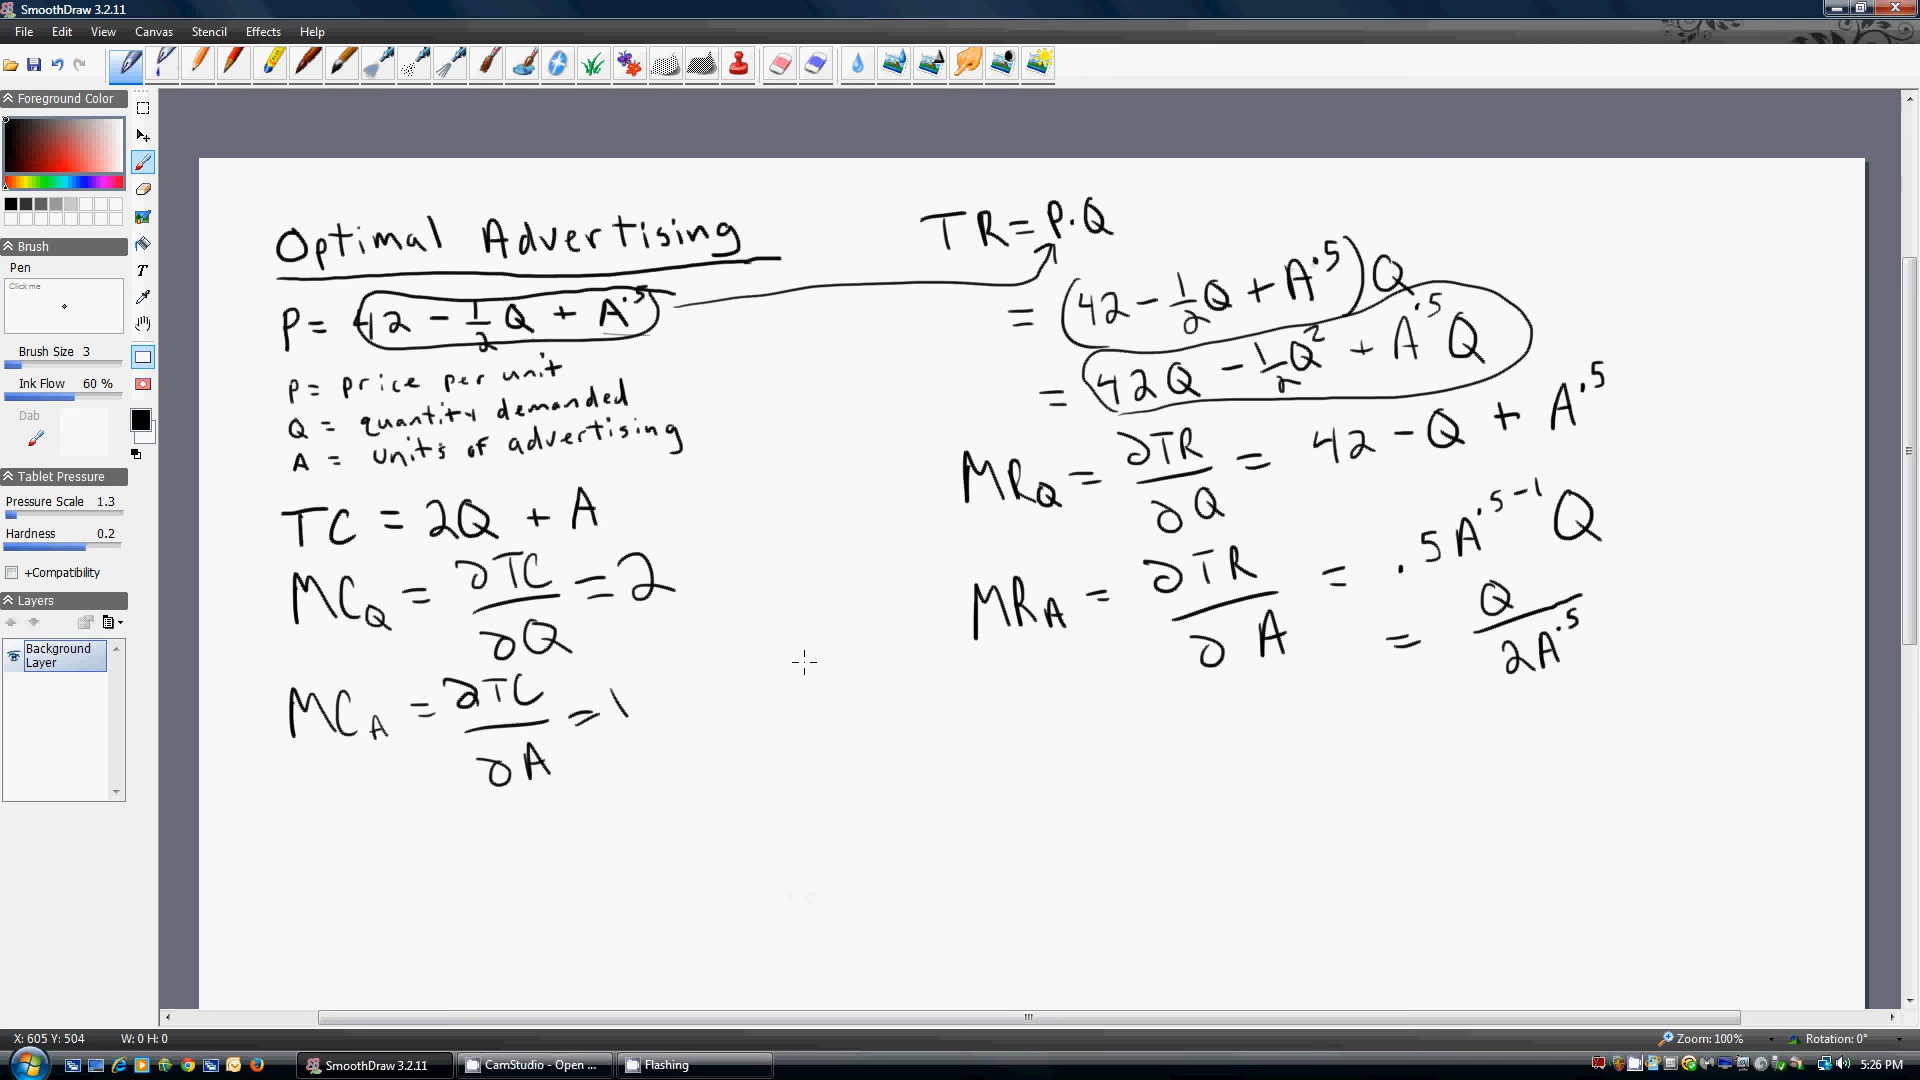 SmoothDraw 3.2.11
File Edit View Canvas Stencil Effects Help
Foreground Color
Brush
Pen
Click me
Brush Size 3
Ink Flow 60 %
Dab
Tablet Pressure
Pressure Scale 1.3
Hardness 0.2
+Compatibility
Layers
Background
Layer
Optimal Advertising
P = 42 - 1/2 Q + A^.5
P = price per unit
Q = quantity demanded
A = units of advertising
TC = 2Q + A
MC_Q = ∂TC/∂Q = 2
MC_A = ∂TC/∂A = 1
TR = P·Q
= (42 - 1/2 Q + A^.5)Q
= 42Q - 1/2 Q^2 + A^.5 Q
MR_Q = ∂TR/∂Q = 42 - Q + A^.5
MR_A = ∂TR/∂A = .5A^.5-1 Q
= Q/2A^.5
X: 605 Y: 504 W: 0 H: 0
Zoom: 100% Rotation: 0°
SmoothDraw 3.2.11 CamStudio - Open ... Flashing
5:26 PM